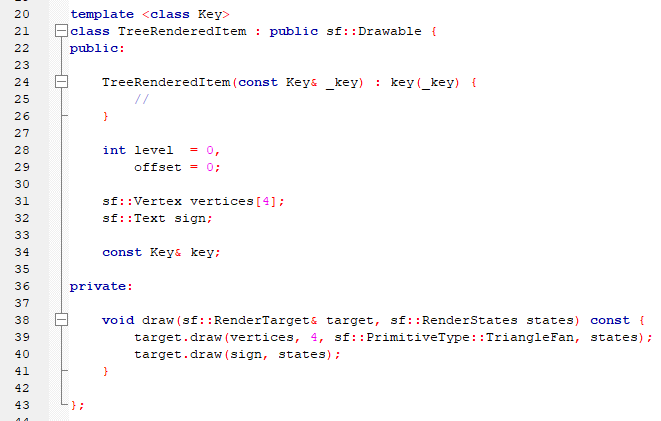 20 template <class Key>
21 class TreeRenderedItem : public sf::Drawable {
22 public:
23
24 TreeRenderedItem(const Key& _key) : key(_key) {
25 //
26 }
27
28 int level  = 0,
29 offset = 0;
30
31 sf::Vertex vertices[4];
32 sf::Text sign;
33
34 const Key& key;
35
36 private:
37
38 void draw(sf::RenderTarget& target, sf::RenderStates states) const {
39 target.draw(vertices, 4, sf::PrimitiveType::TriangleFan, states);
40 target.draw(sign, states);
41 }
42
43 };